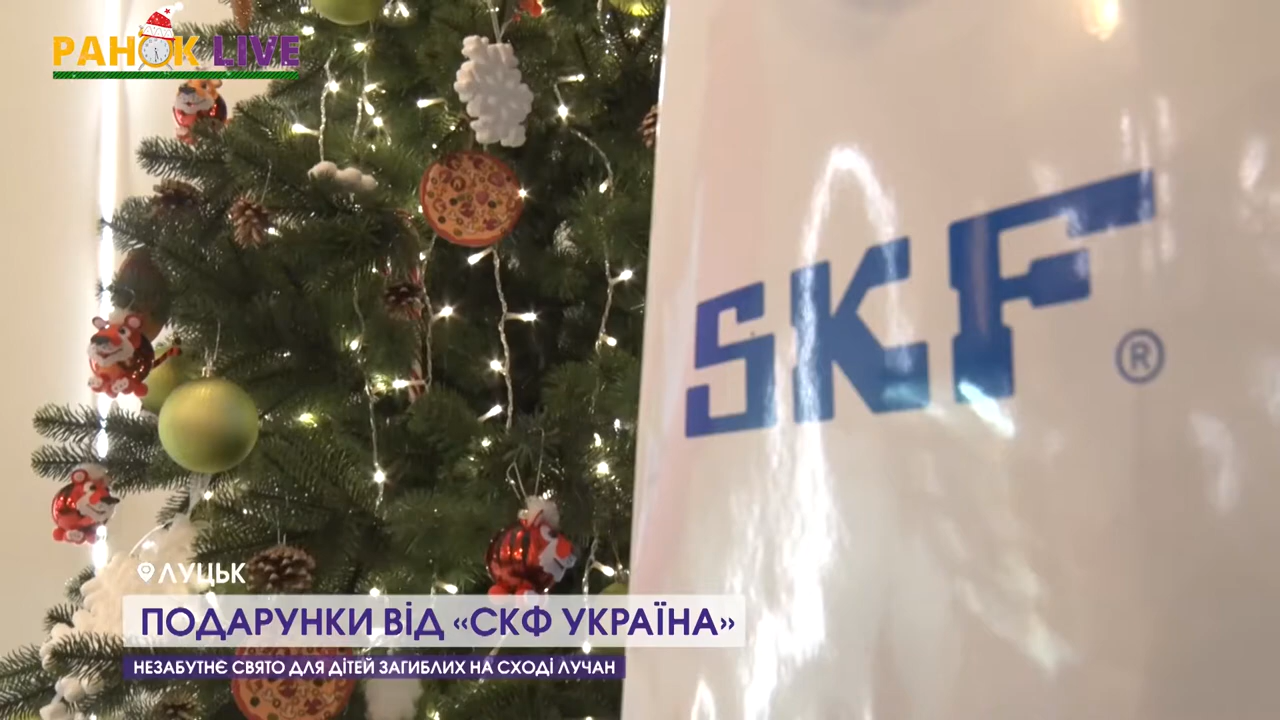 РАНОК LIVE
SKF
®
ЛУЦЬК
ПОДАРУНКИ ВІД «СКФ УКРАЇНА»
НЕЗАБУТНЄ СВЯТО ДЛЯ ДІТЕЙ ЗАГИБЛИХ НА СХОДІ ЛУЧАН